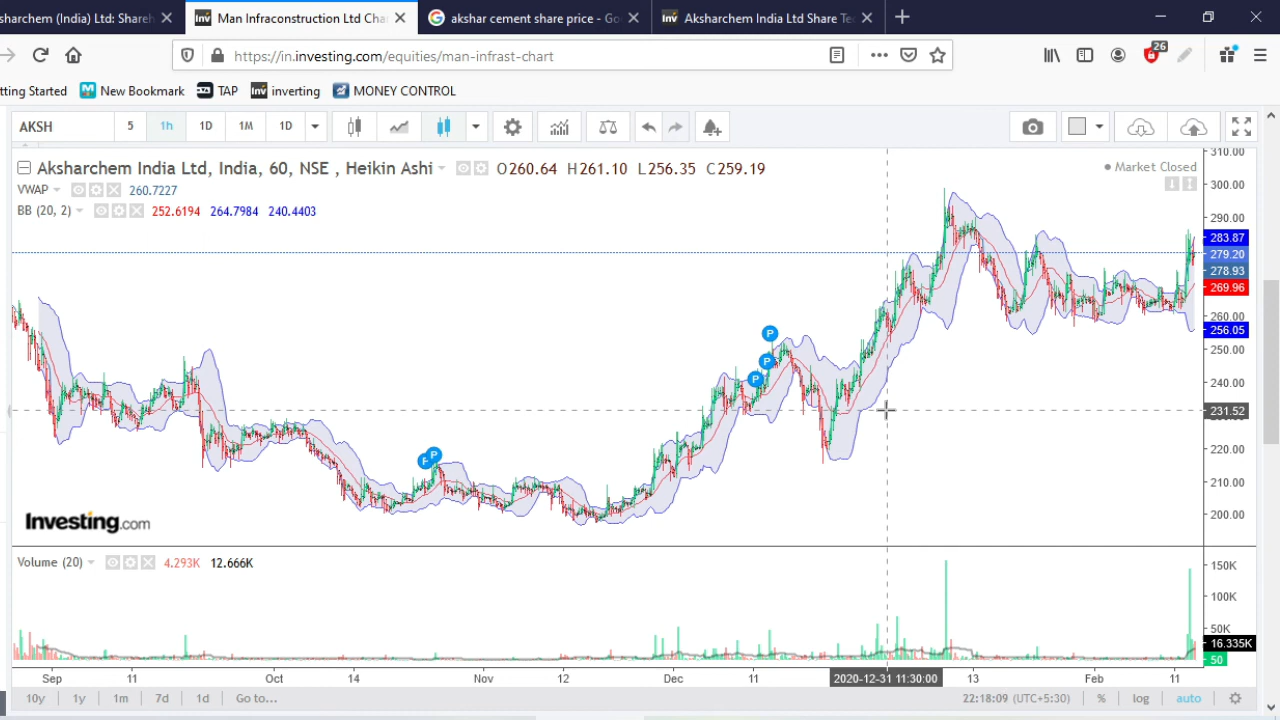 sharchem (India) Ltd: Shareh
Man Infraconstruction Ltd Cha
akshar cement share price - Go
Aksharchem India Ltd Share Te
https://in.investing.com/equities/man-infrast-chart
26
tting Started
New Bookmark
TAP
Inv inverting
MONEY CONTROL
AKSH 5 1h 1D 1M 1D
Aksharchem India Ltd, India, 60, NSE , Heikin Ashi O260.64 H261.10 L256.35 C259.19
Market Closed
VWAP 260.7227
BB (20, 2) 252.6194 264.7984 240.4403
310.00
300.00
290.00
283.87
279.20
278.93
269.96
260.00
256.05
250.00
240.00
231.52
220.00
210.00
200.00
P
P
P
P
P
Investing.com
Volume (20) 4.293K 12.666K
150K
100K
50K
16.335K
50
Sep 11 Oct 14 Nov 12 Dec 11 2020-12-31 11:30:00 13 Feb 11
10y 1y 1m 7d 1d Go to... 22:18:09 (UTC+5:30) % log auto